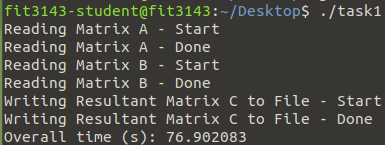 fit3143-student@fit3143:~/Desktop$ ./task1
Reading Matrix A - Start
Reading Matrix A - Done
Reading Matrix B - Start
Reading Matrix B - Done
Writing Resultant Matrix C to File - Start
Writing Resultant Matrix C to File - Done
Overall time (s): 76.902083